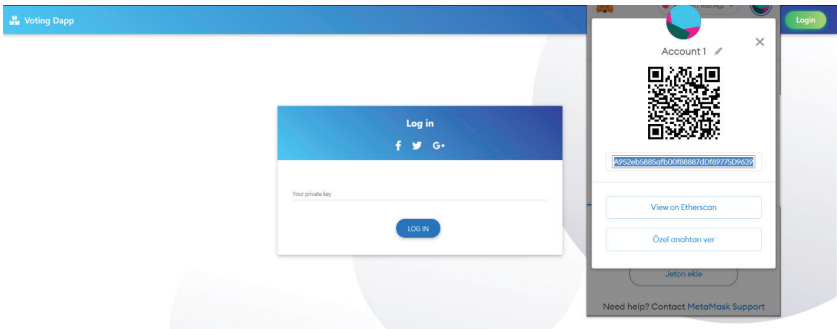 Voting Dapp
Login
Log in
f G+
Your private key
LOG IN
Account 1
A952eb5885afb00f88887dDf89775D9639
View on Etherscan
Özel anahtarı ver
Jeton ekle
Need help? Contact MetaMask Support